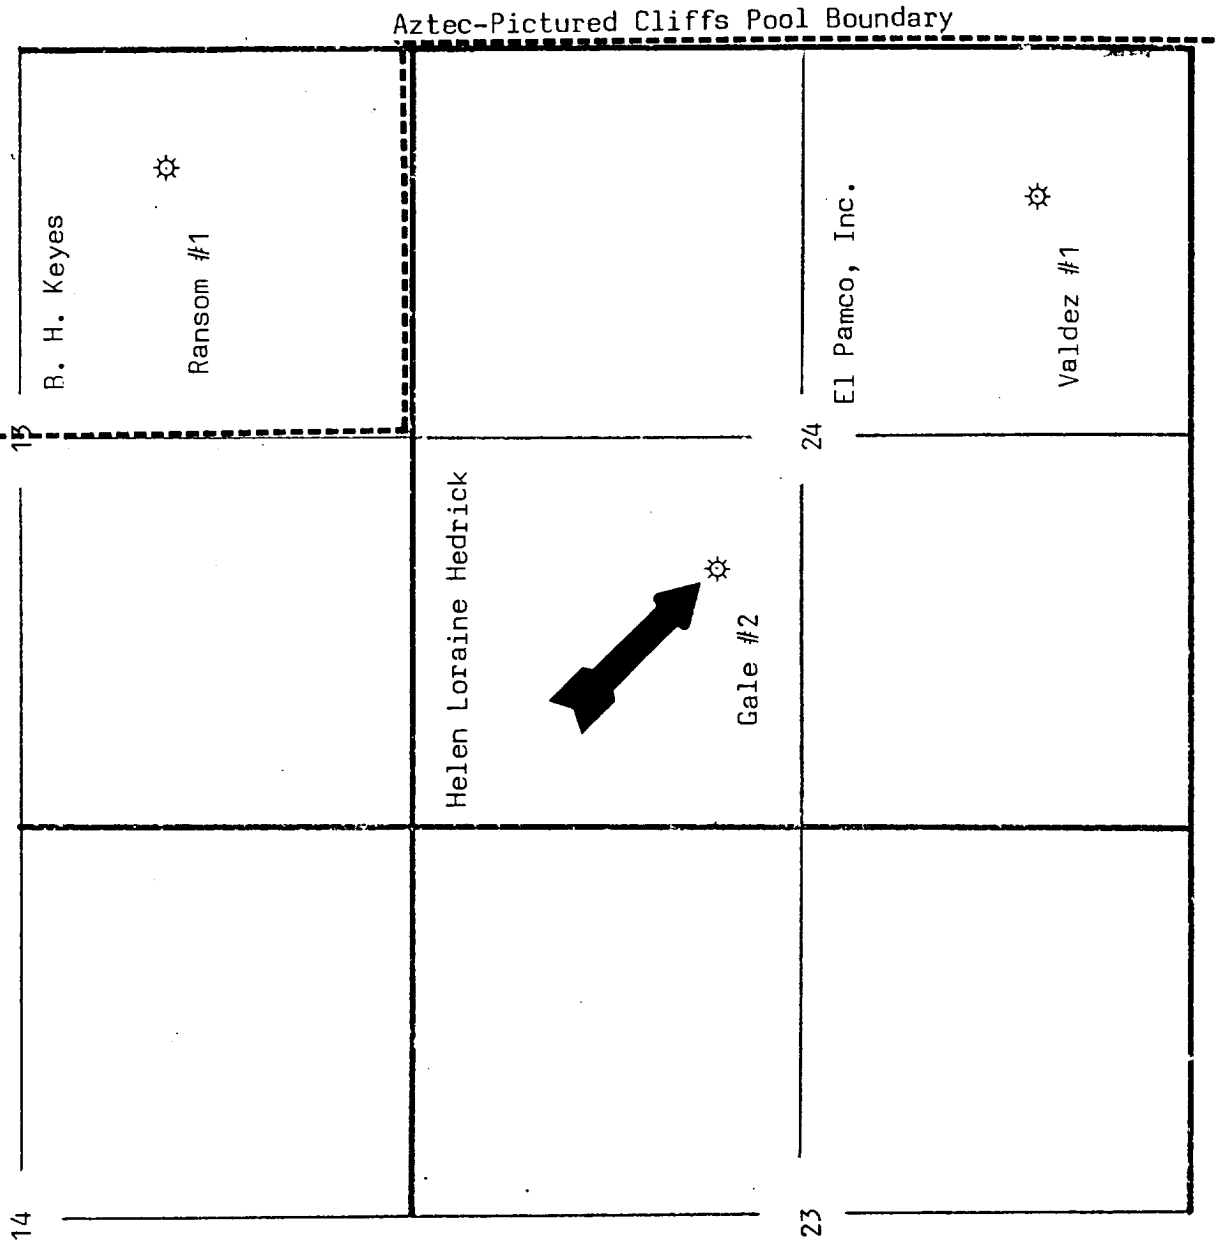 Aztec-Pictured Cliffs Pool Boundary
B. H. Keyes
Ransom #1
13
El Pamco, Inc.
Valdez #1
24
Helen Loraine Hedrick
Gale #2
14
23